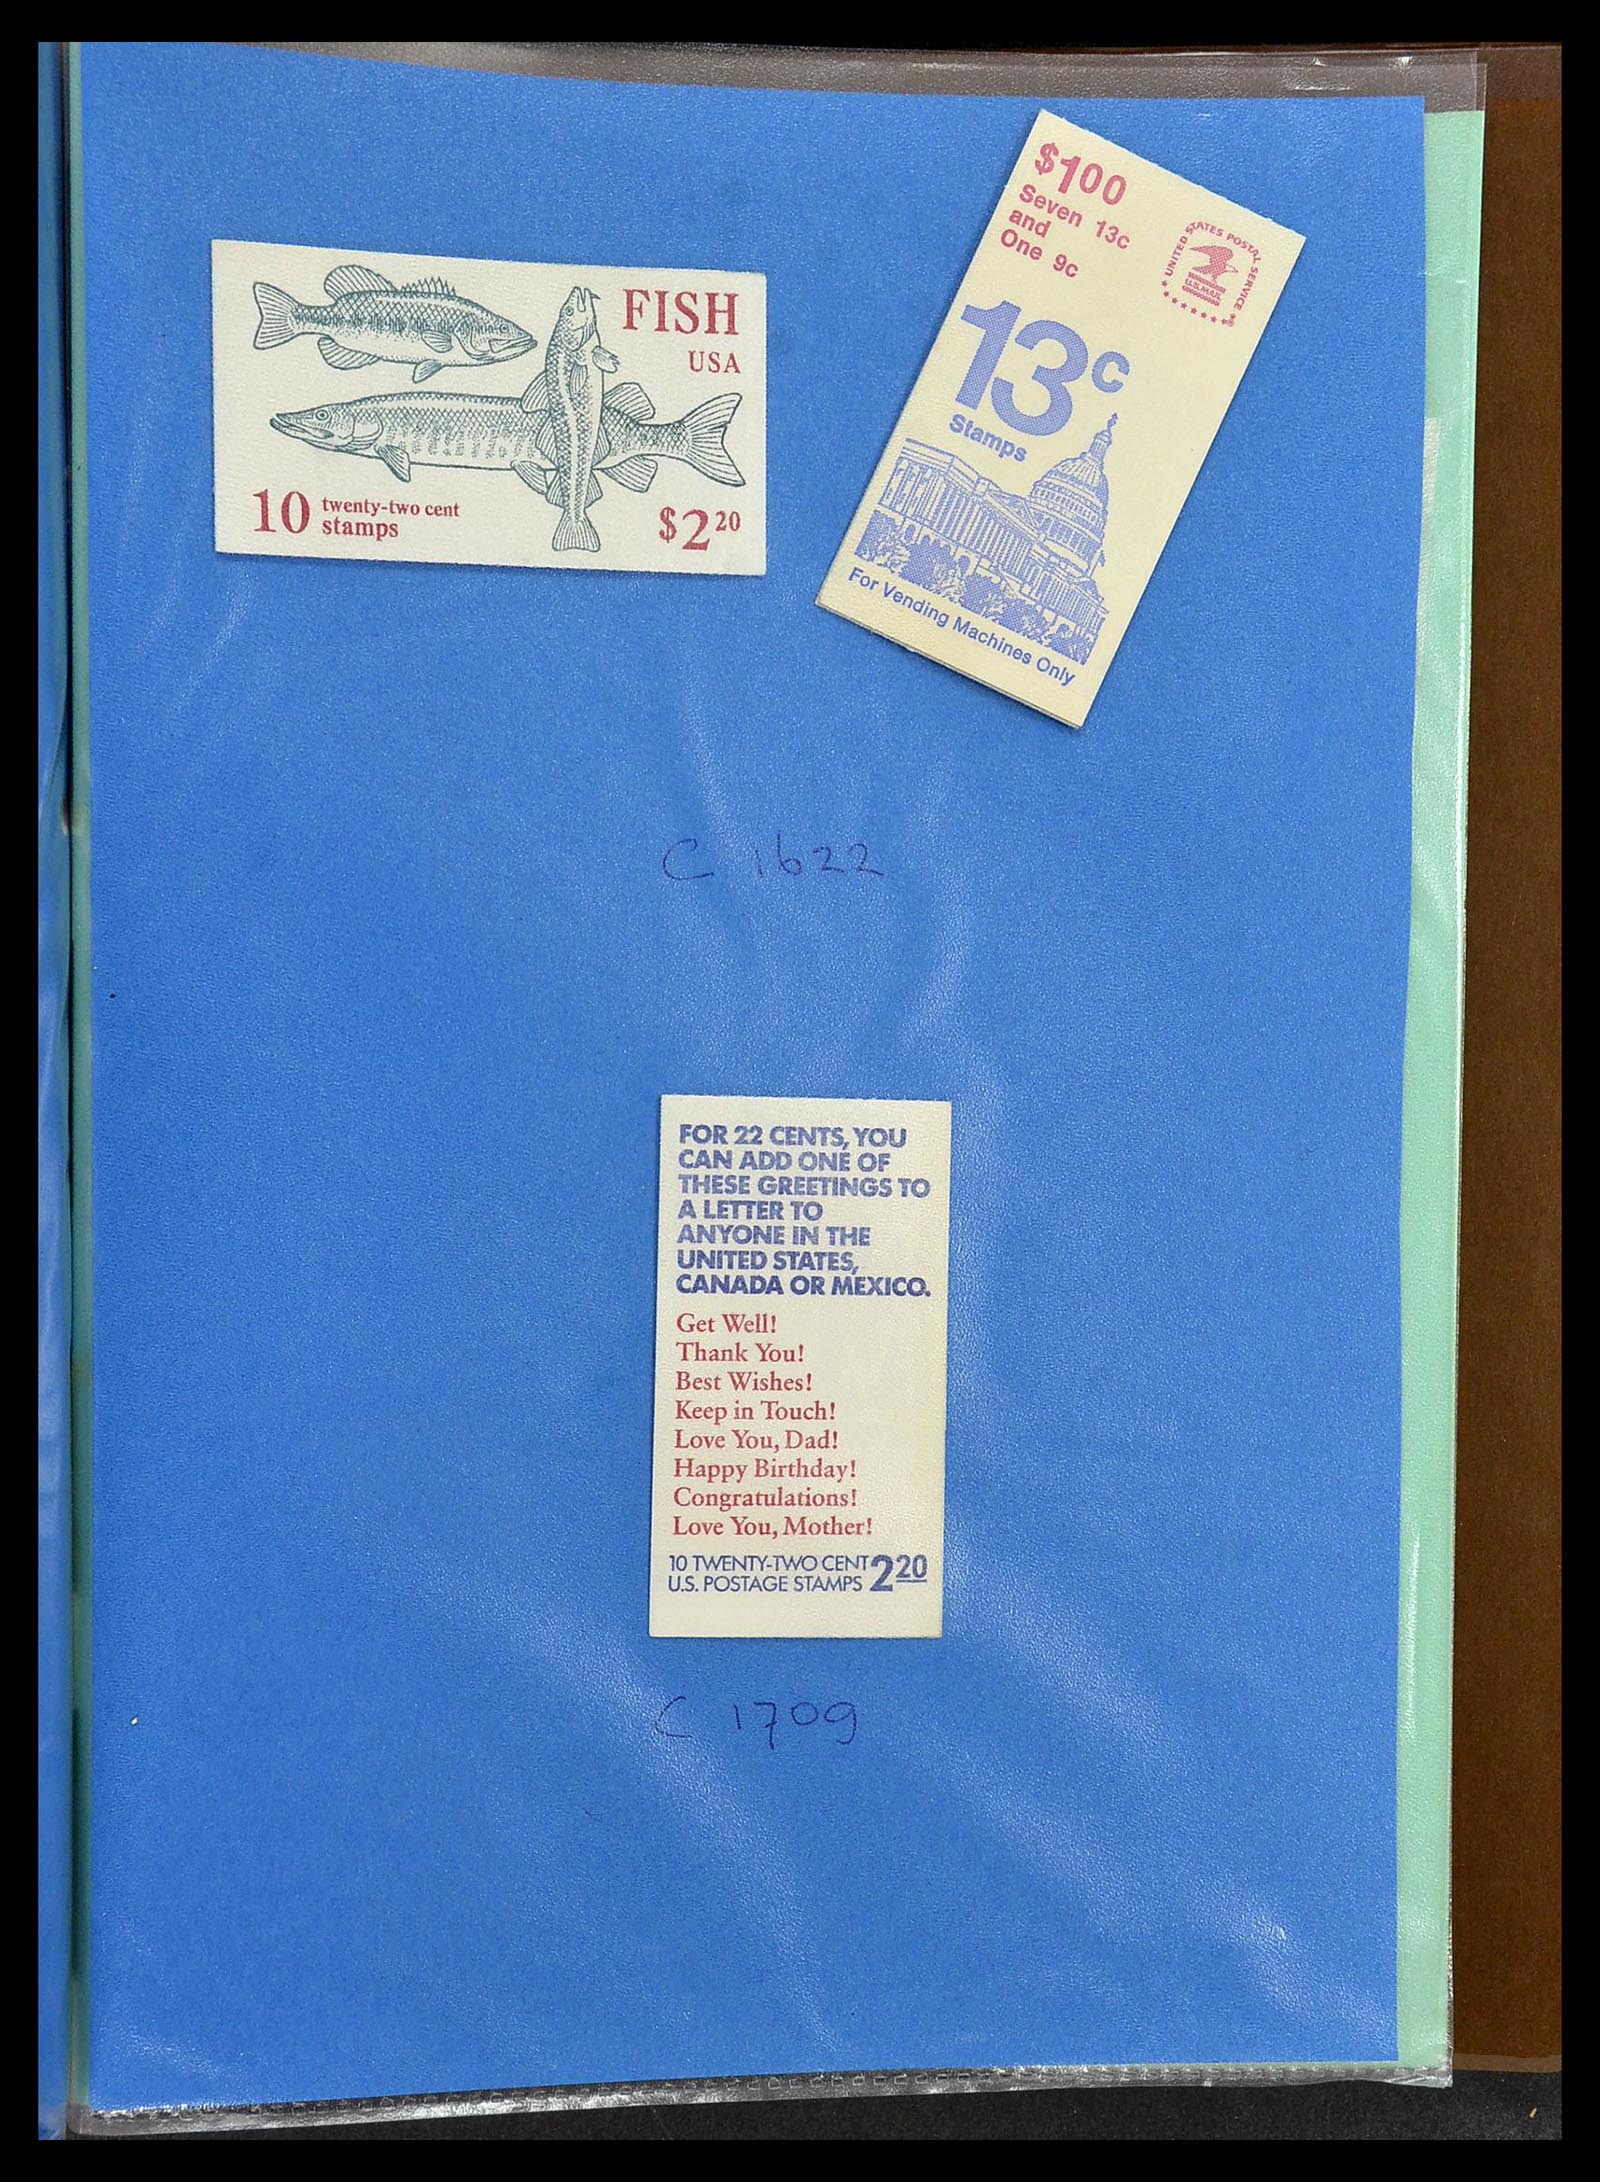 FISH
USA
10 twenty-two cent
stamps
$2 20
$100
Seven 13c
and
One 9c
UNITED STATES POSTAL SERVICE
U.S.MAIL
13c
Stamps
For Vending Machines Only
C 1622
FOR 22 CENTS, YOU
CAN ADD ONE OF
THESE GREETINGS TO
A LETTER TO
ANYONE IN THE
UNITED STATES,
CANADA OR MEXICO.
Get Well!
Thank You!
Best Wishes!
Keep in Touch!
Love You, Dad!
Happy Birthday!
Congratulations!
Love You, Mother!
10 TWENTY-TWO CENT
U.S. POSTAGE STAMPS 2 20
C 1709